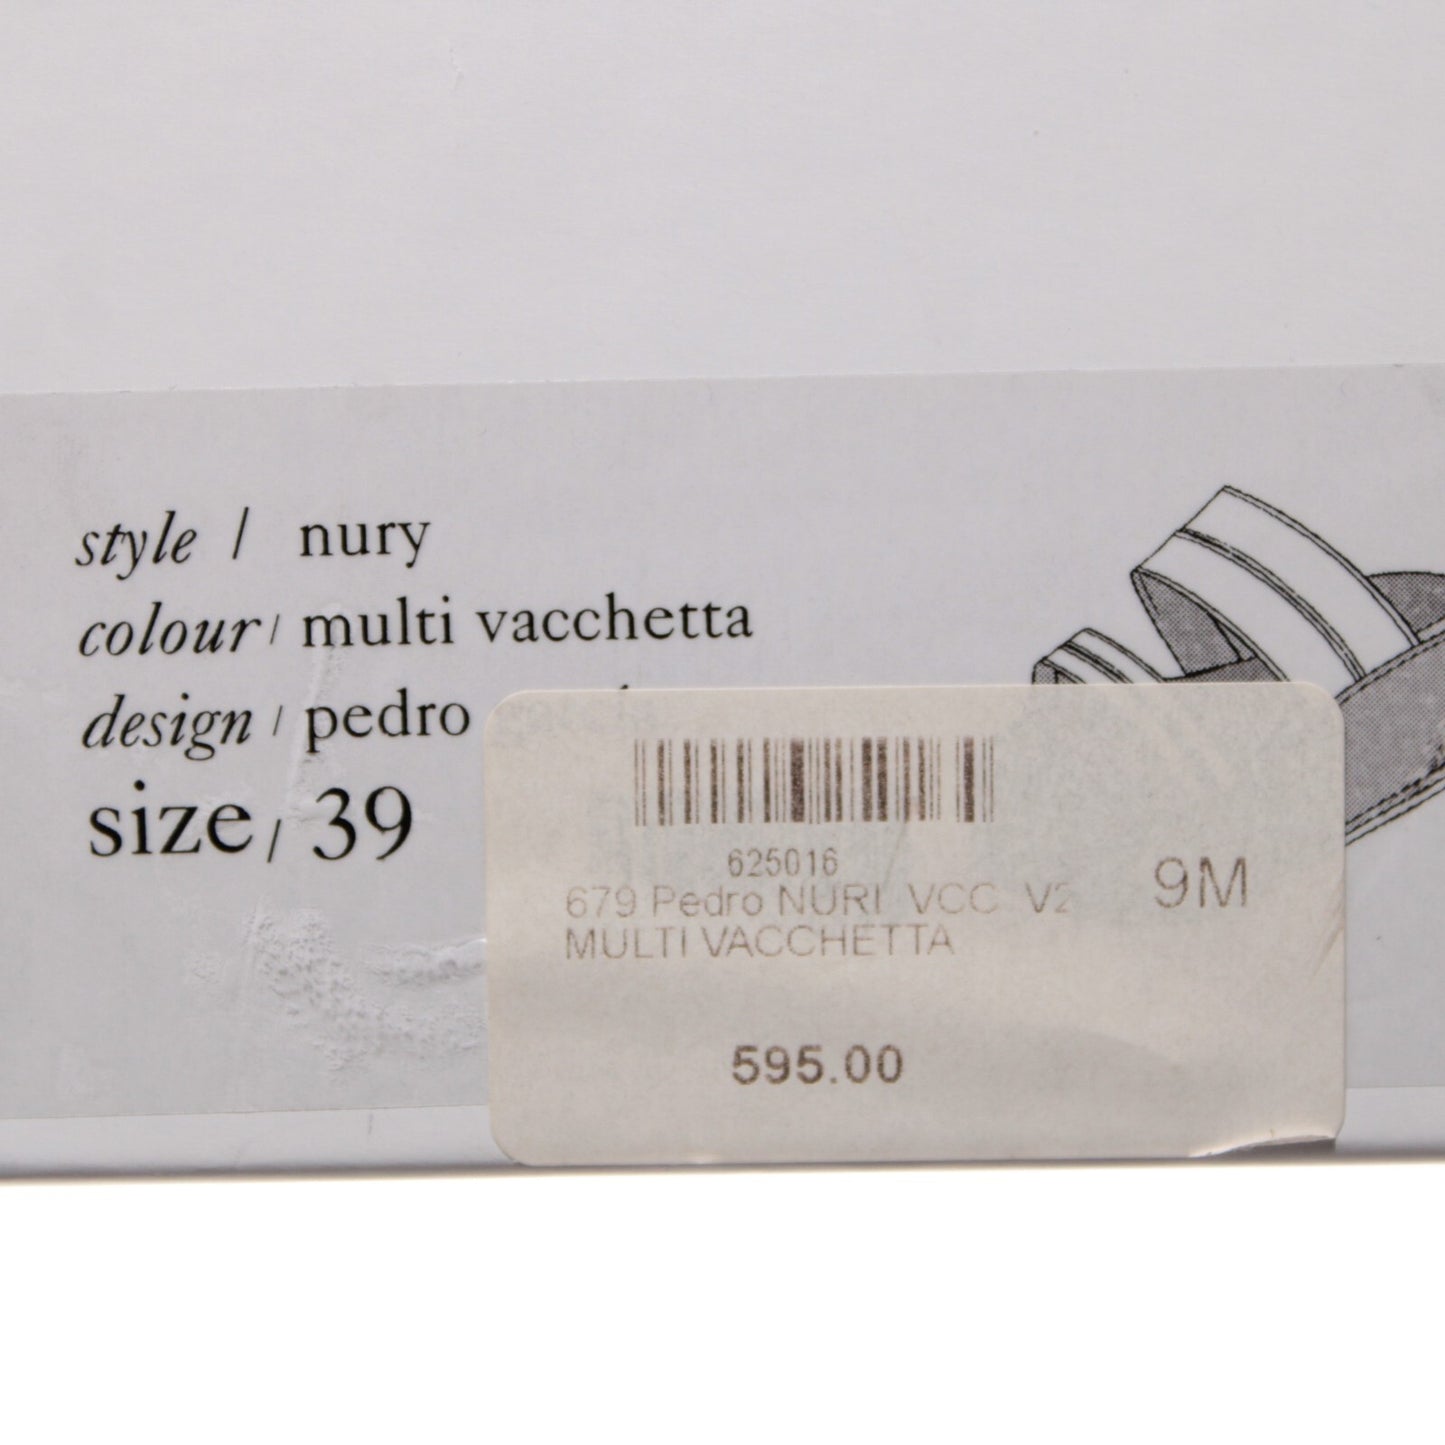 style / nury
colour / multi vacchetta
design / pedro
size / 39
625016
679 Pedro NURI VCC V2
MULTI VACCHETTA
9M
595.00